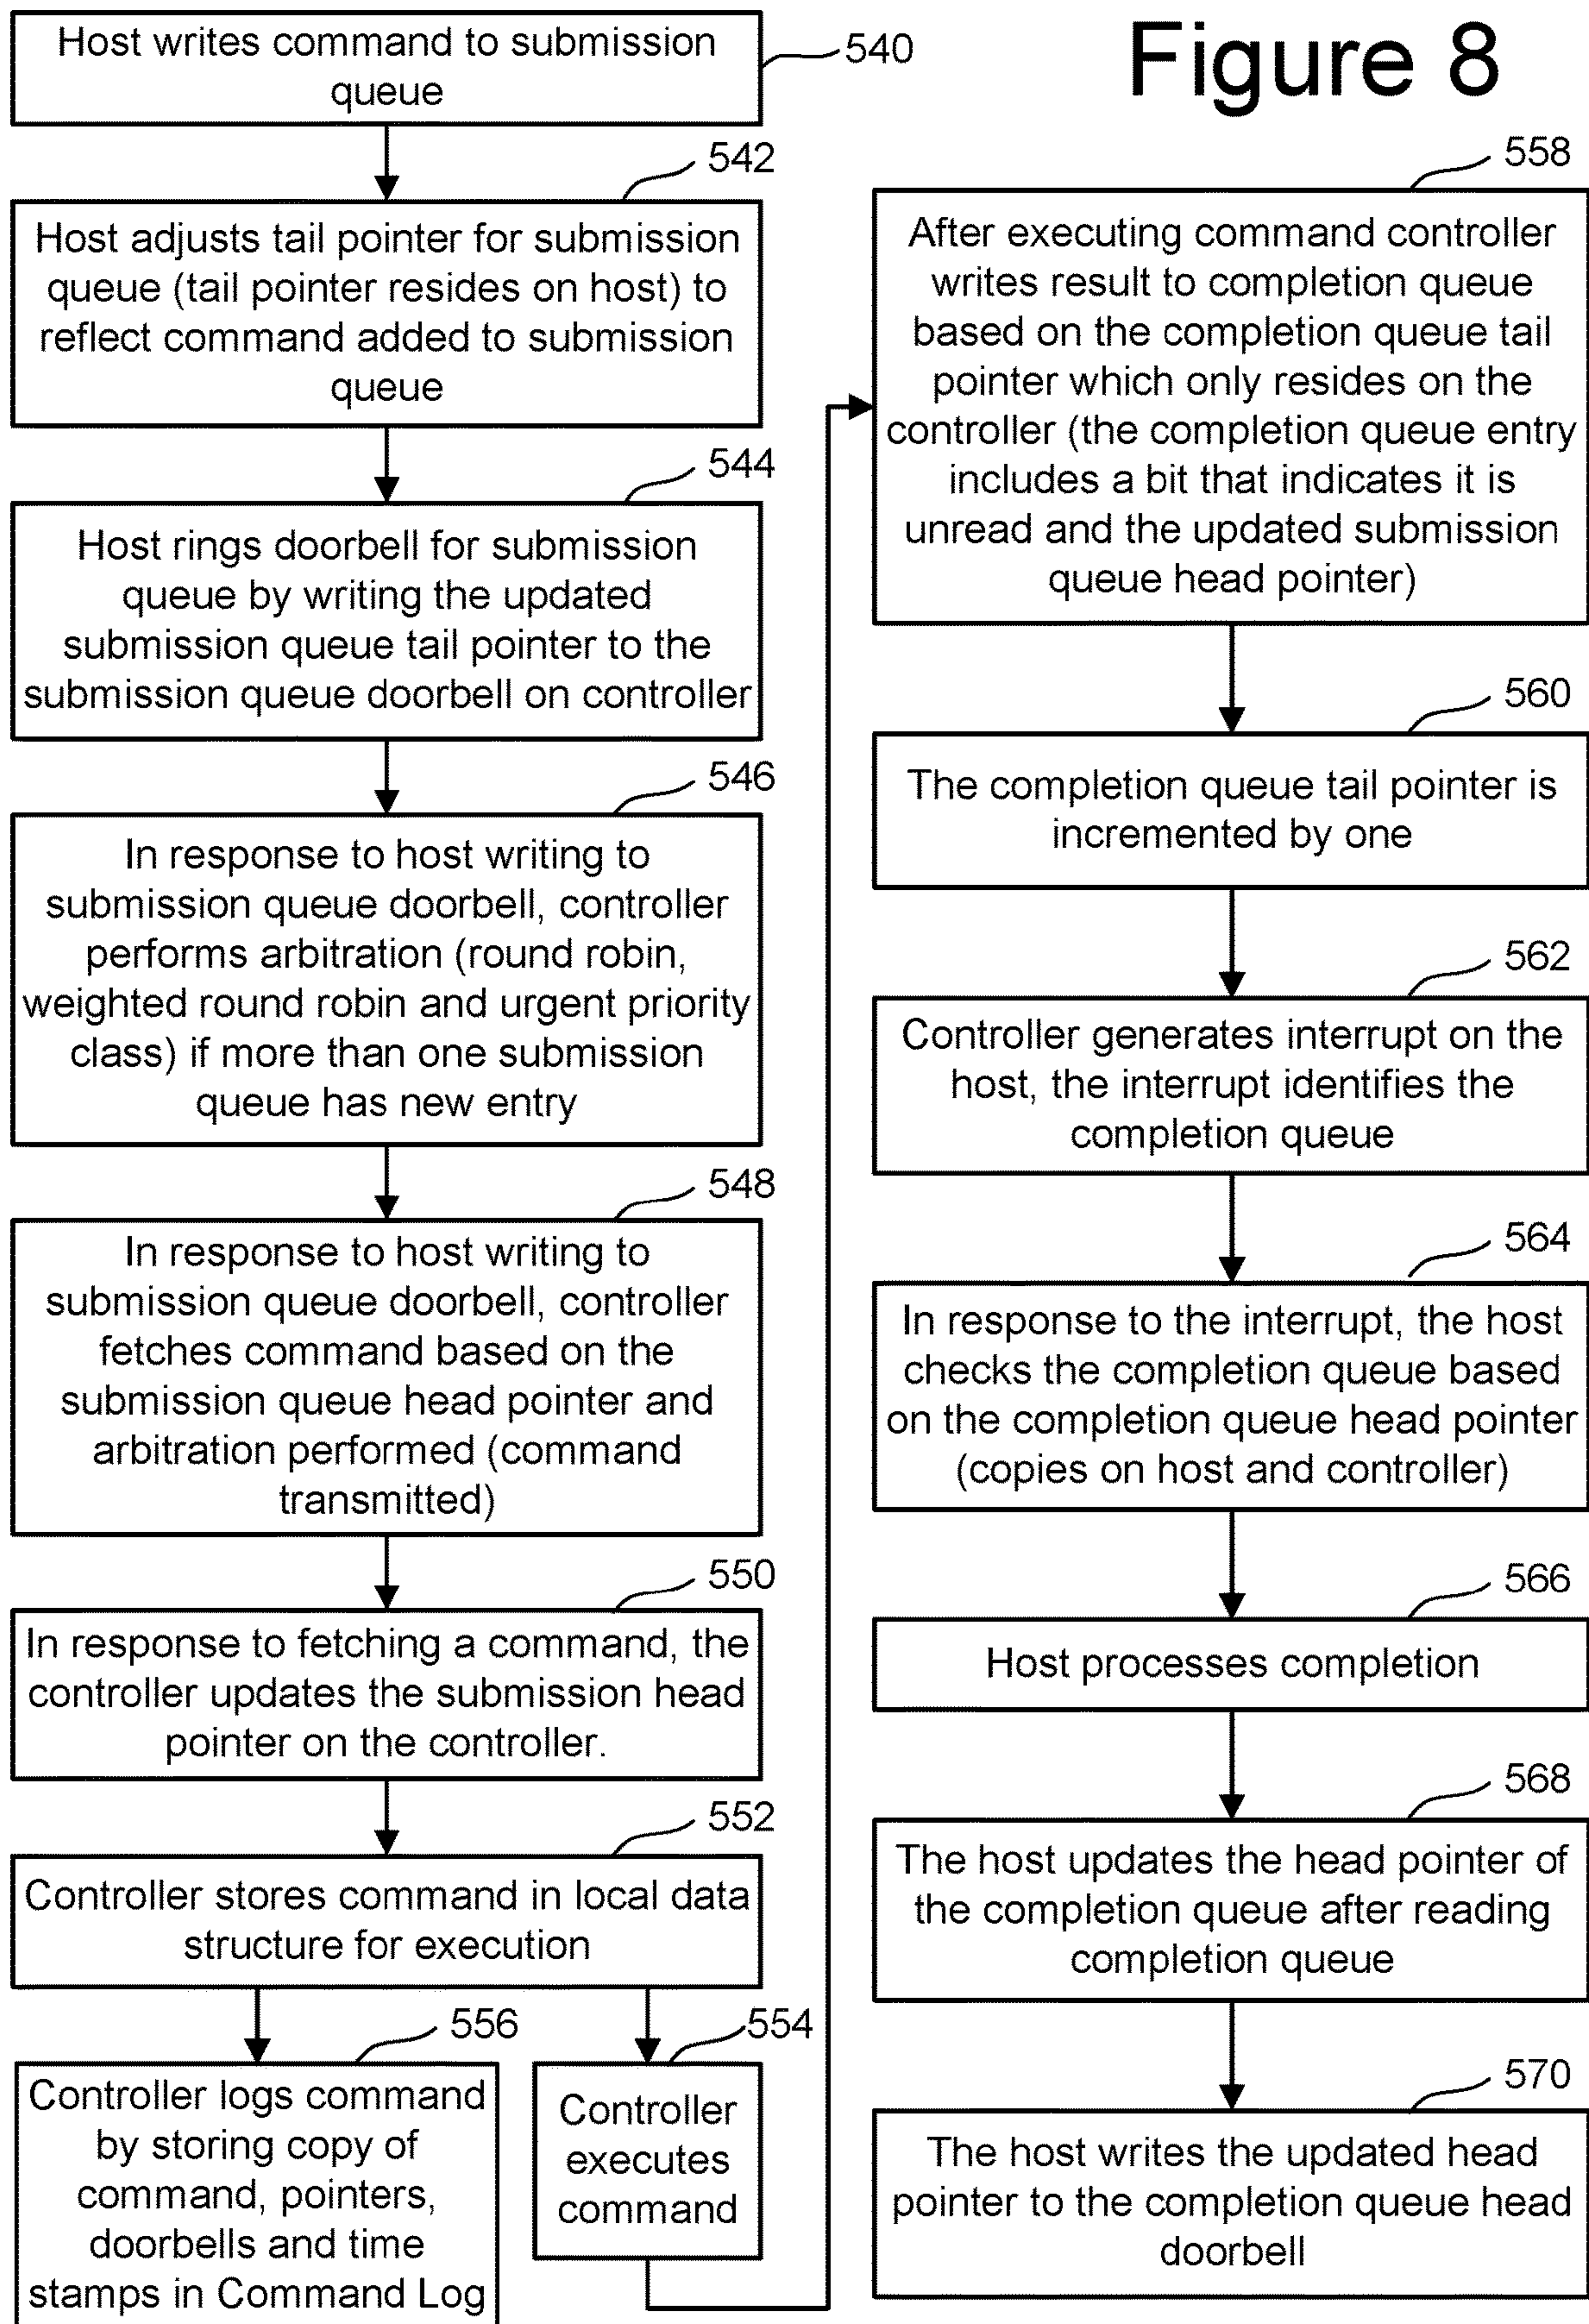 Figure 8
540
Host writes command to submission
queue
542
Host adjusts tail pointer for submission
queue (tail pointer resides on host) to
reflect command added to submission
queue
544
Host rings doorbell for submission
queue by writing the updated
submission queue tail pointer to the
submission queue doorbell on controller
546
In response to host writing to
submission queue doorbell, controller
performs arbitration (round robin,
weighted round robin and urgent priority
class) if more than one submission
queue has new entry
548
In response to host writing to
submission queue doorbell, controller
fetches command based on the
submission queue head pointer and
arbitration performed (command
transmitted)
550
In response to fetching a command, the
controller updates the submission head
pointer on the controller.
552
Controller stores command in local data
structure for execution
556
Controller logs command
by storing copy of
command, pointers,
doorbells and time
stamps in Command Log
554
Controller
executes
command
558
After executing command controller
writes result to completion queue
based on the completion queue tail
pointer which only resides on the
controller (the completion queue entry
includes a bit that indicates it is
unread and the updated submission
queue head pointer)
560
The completion queue tail pointer is
incremented by one
562
Controller generates interrupt on the
host, the interrupt identifies the
completion queue
564
In response to the interrupt, the host
checks the completion queue based
on the completion queue head pointer
(copies on host and controller)
566
Host processes completion
568
The host updates the head pointer of
the completion queue after reading
completion queue
570
The host writes the updated head
pointer to the completion queue head
doorbell